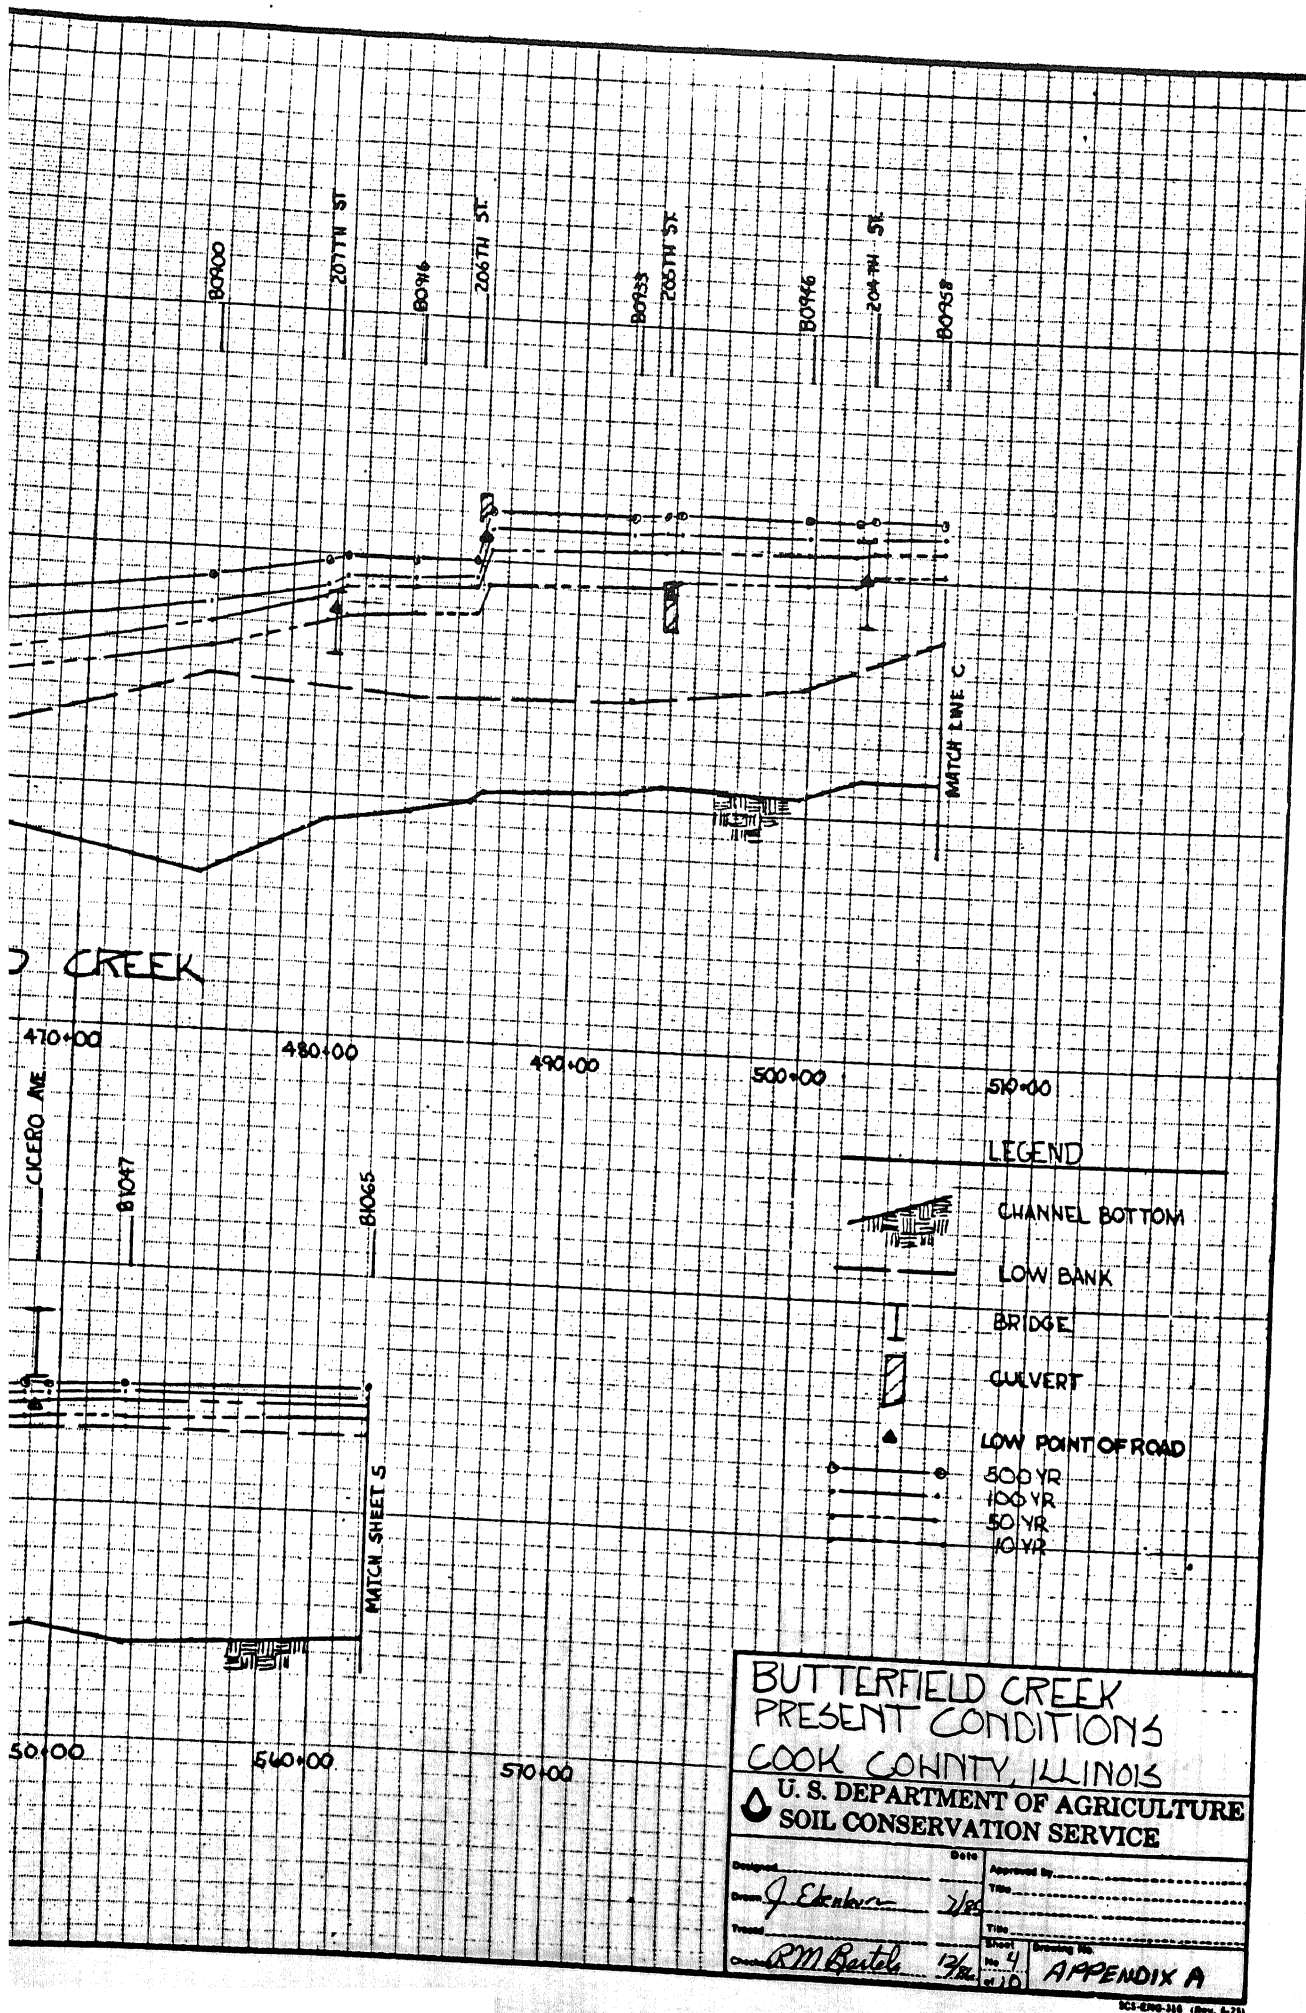 B0900
207TH ST
B0916
206TH ST.
B0933
205TH ST.
B0946
204TH ST.
B0958
MATCH LINE C
CREEK
470+00
480+00
490+00
500+00
510+00
CICERO AVE.
B1047
B1065
MATCH SHEET 5
50+00
560+00
570+00
LEGEND
CHANNEL BOTTOM
LOW BANK
BRIDGE
CULVERT
LOW POINT OF ROAD
500 YR
100 YR
50 YR
10 YR
BUTTERFIELD CREEK
PRESENT CONDITIONS
COOK COUNTY, ILLINOIS
U. S. DEPARTMENT OF AGRICULTURE
SOIL CONSERVATION SERVICE
Date
Designed
Drawn
Traced
Checked RM Bartels 12/86
Approved by
Title
Title
Sheet No 4 of 10
Drawing No.
APPENDIX A